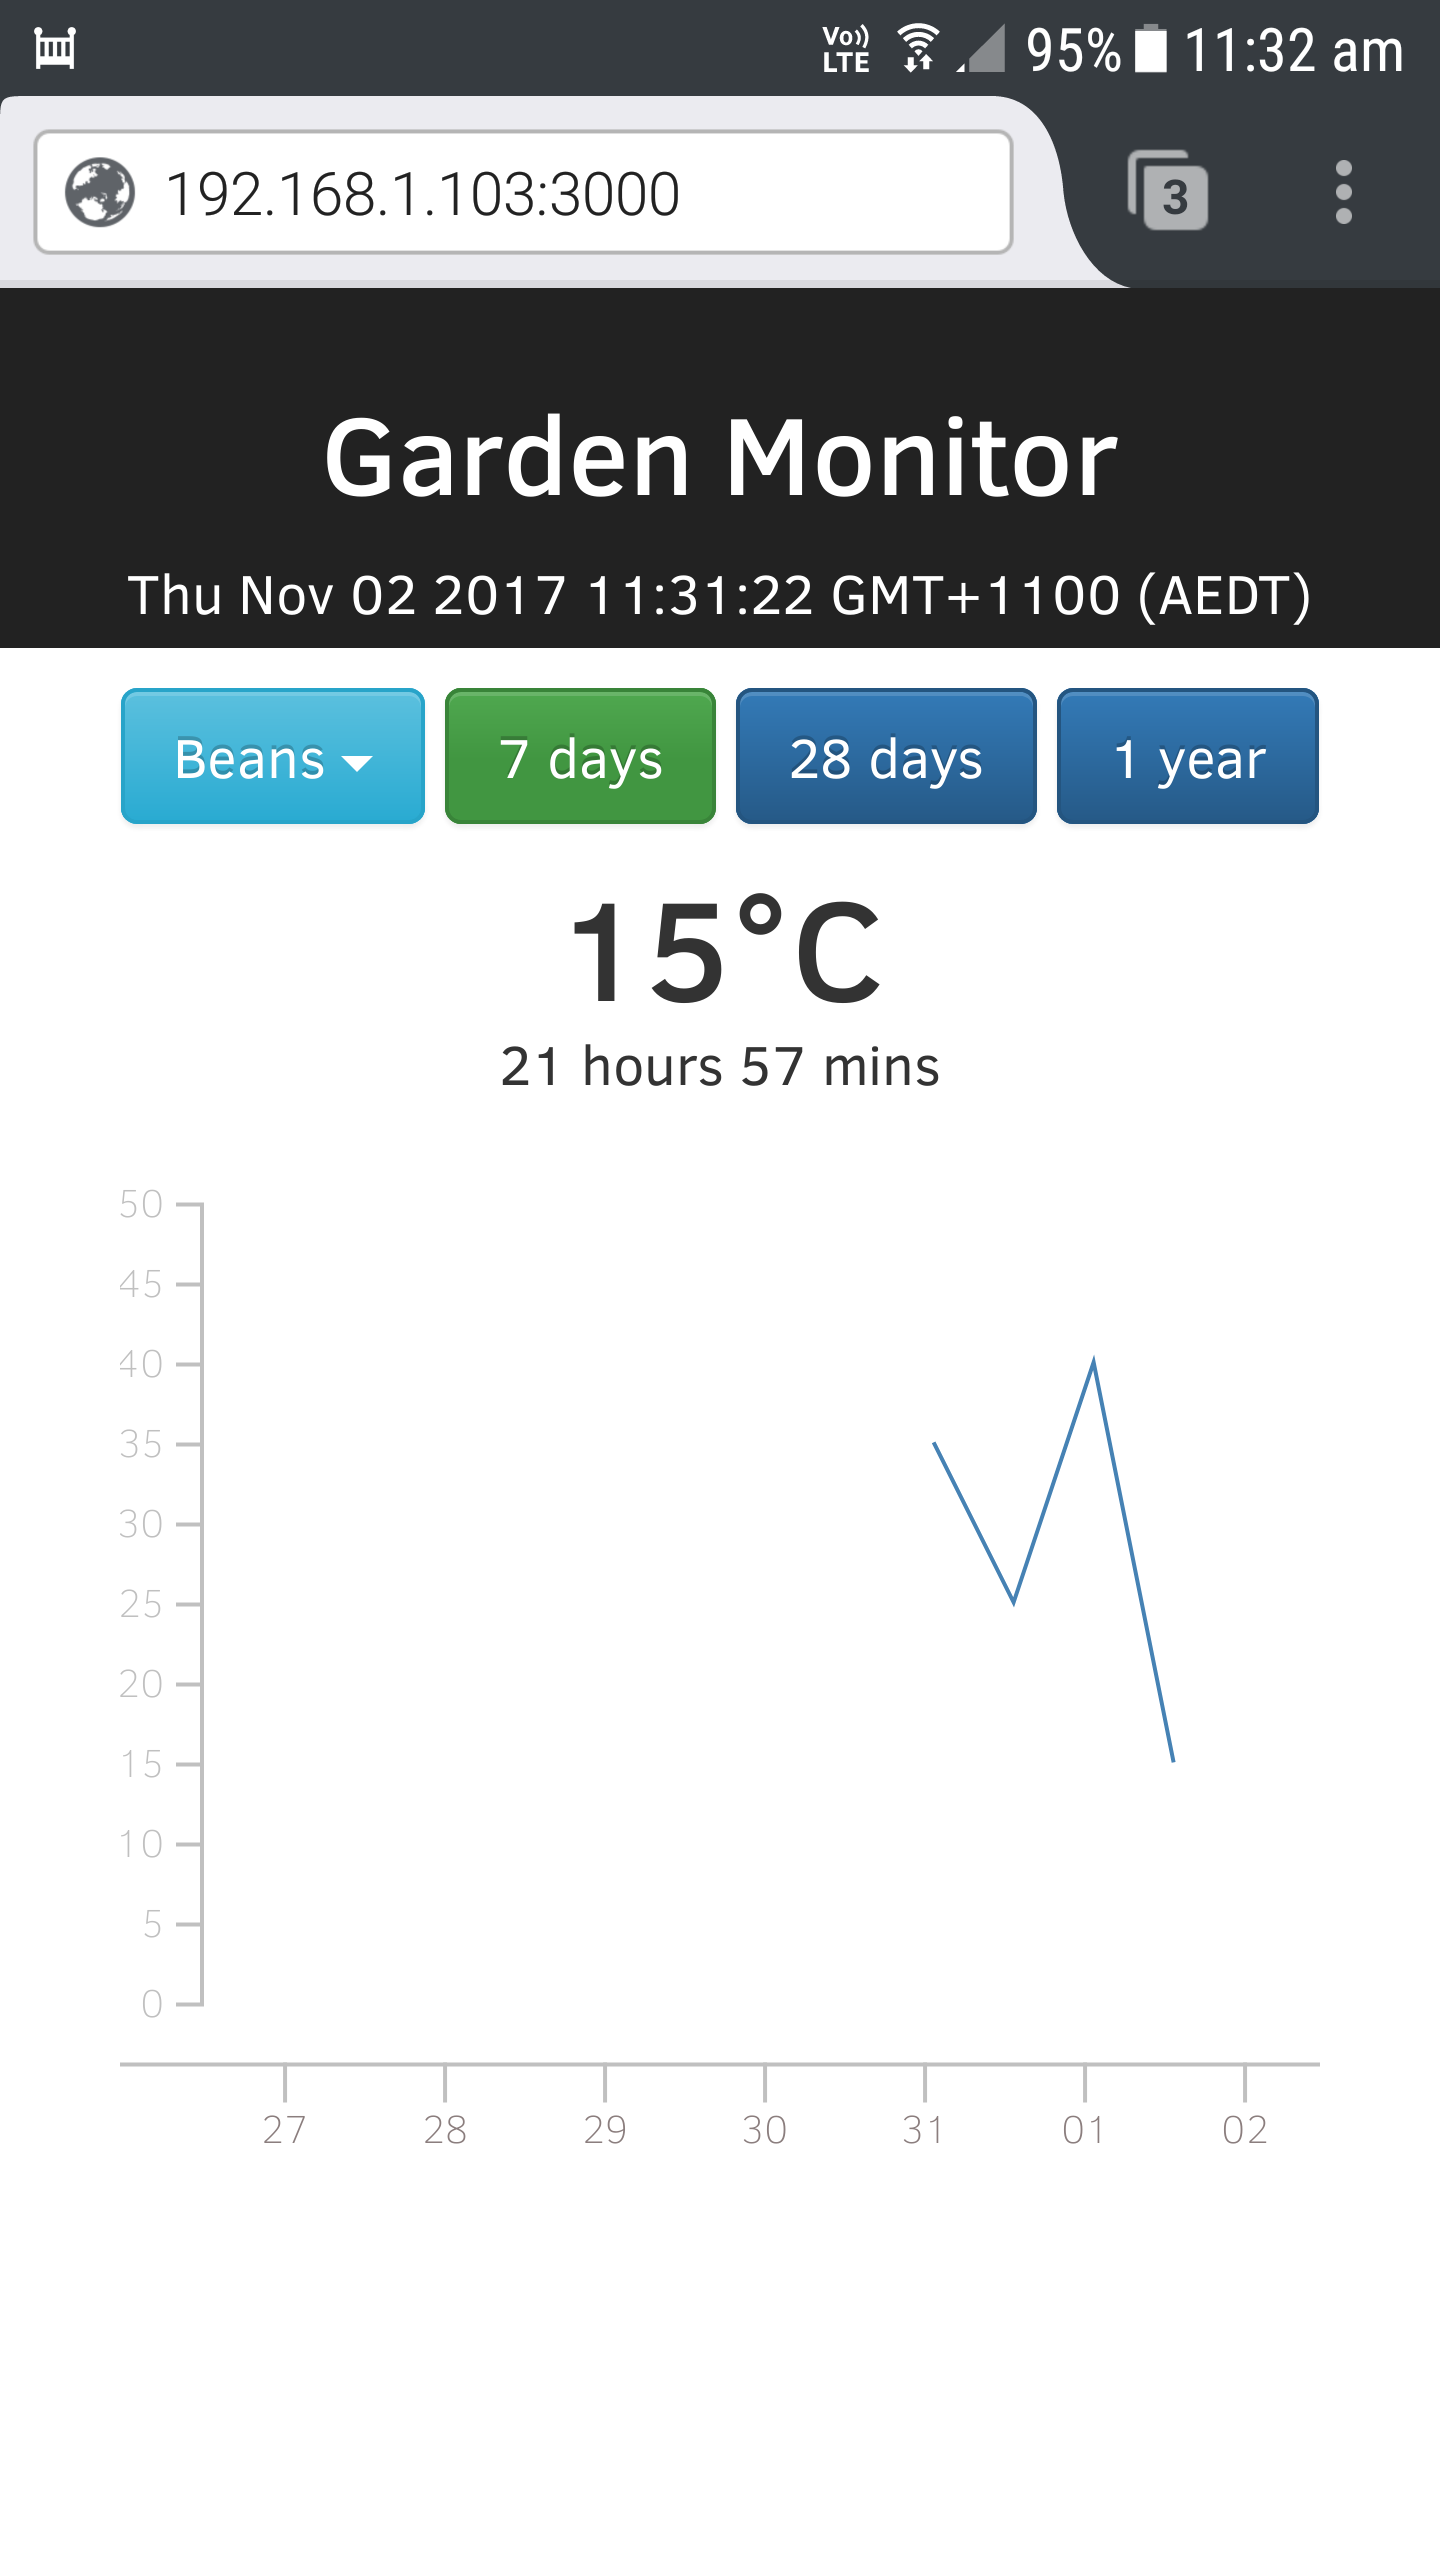 Vo)) LTE 95% 11:32 am
192.168.1.103:3000
3
Garden Monitor
Thu Nov 02 2017 11:31:22 GMT+1100 (AEDT)
Beans 7 days 28 days 1 year
15°C
21 hours 57 mins
50
45
40
35
30
25
20
15
10
5
0
27 28 29 30 31 01 02